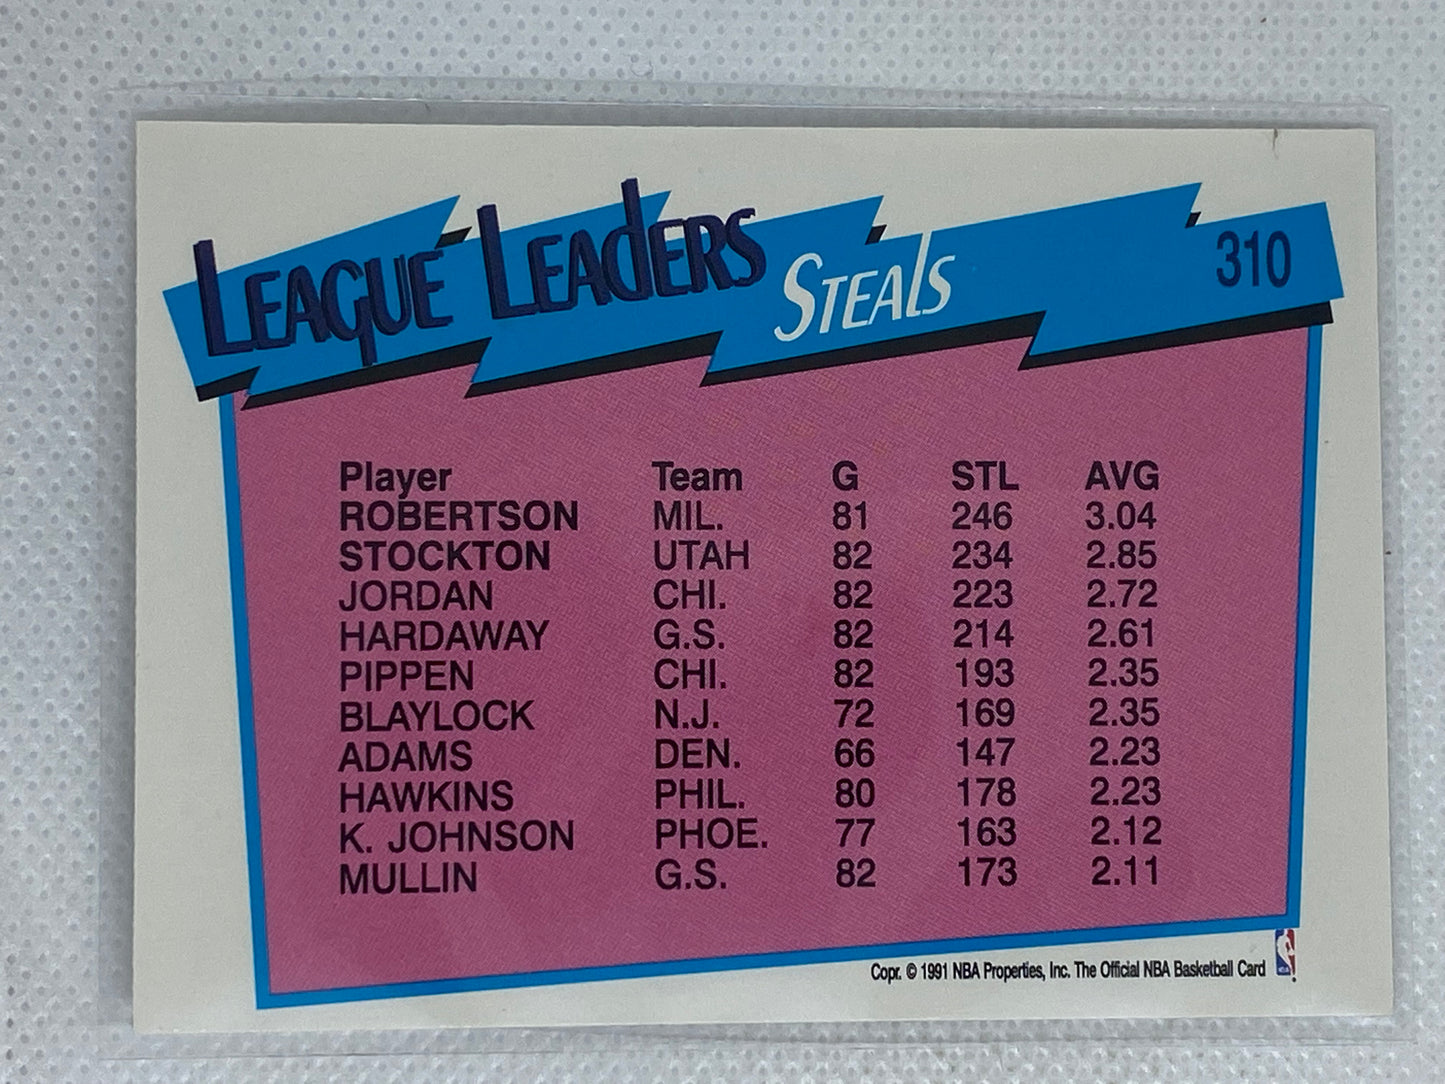 LEAGUE LEADERS STEALS 310
Player Team G STL AVG
ROBERTSON MIL. 81 246 3.04
STOCKTON UTAH 82 234 2.85
JORDAN CHI. 82 223 2.72
HARDAWAY G.S. 82 214 2.61
PIPPEN CHI. 82 193 2.35
BLAYLOCK N.J. 72 169 2.35
ADAMS DEN. 66 147 2.23
HAWKINS PHIL. 80 178 2.23
K. JOHNSON PHOE. 77 163 2.12
MULLIN G.S. 82 173 2.11
Copr. © 1991 NBA Properties, Inc. The Official NBA Basketball Card